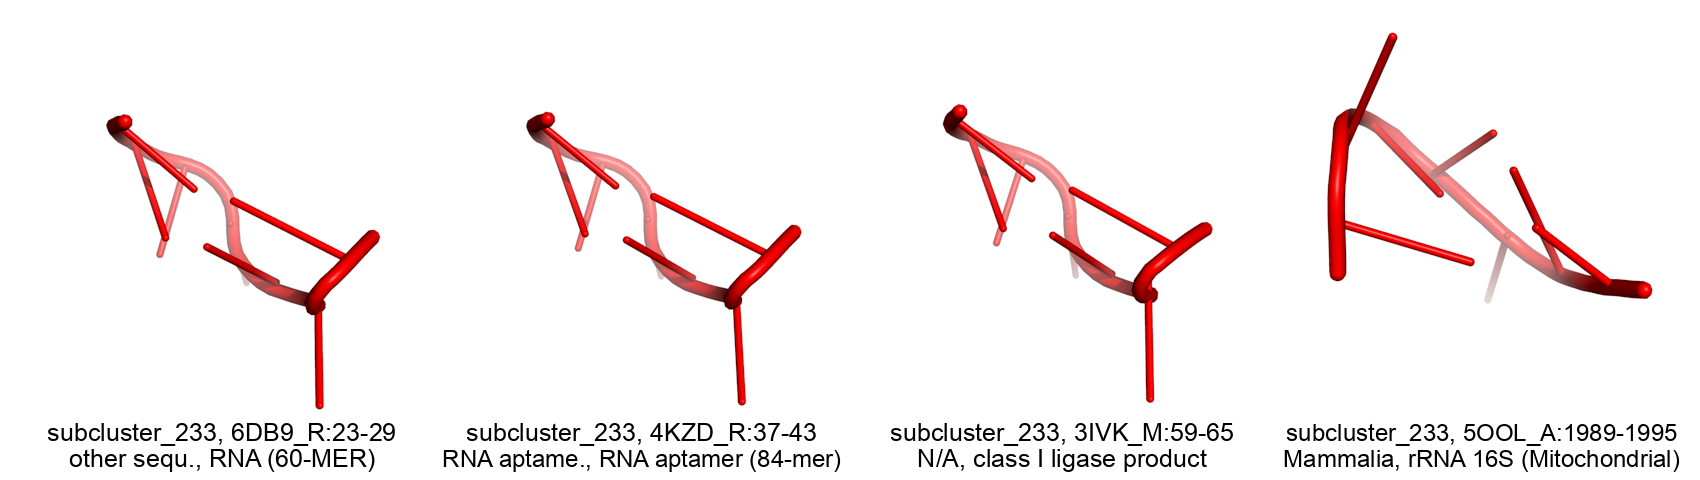 subcluster_233, 6DB9_R:23-29
other sequ., RNA (60-MER)
subcluster_233, 4KZD_R:37-43
RNA aptame., RNA aptamer (84-mer)
subcluster_233, 3IVK_M:59-65
N/A, class I ligase product
subcluster_233, 5OOL_A:1989-1995
Mammalia, rRNA 16S (Mitochondrial)